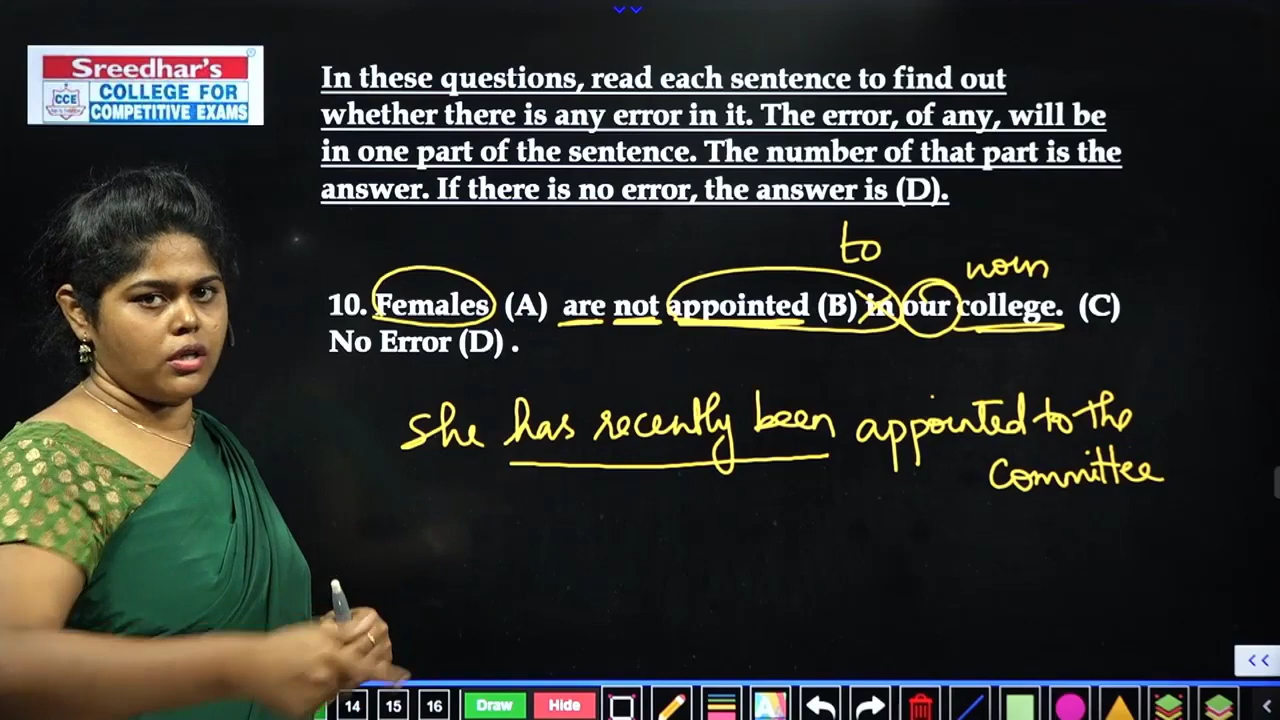 Sreedhar's
CCE
COLLEGE FOR
COMPETITIVE EXAMS
In these questions, read each sentence to find out
whether there is any error in it. The error, of any, will be
in one part of the sentence. The number of that part is the
answer. If there is no error, the answer is (D).
to
noun
10. Females (A) are not appointed (B) in our college. (C)
No Error (D) .
She has recently been appointed to the
committee
14 15 16 Draw Hide
<<